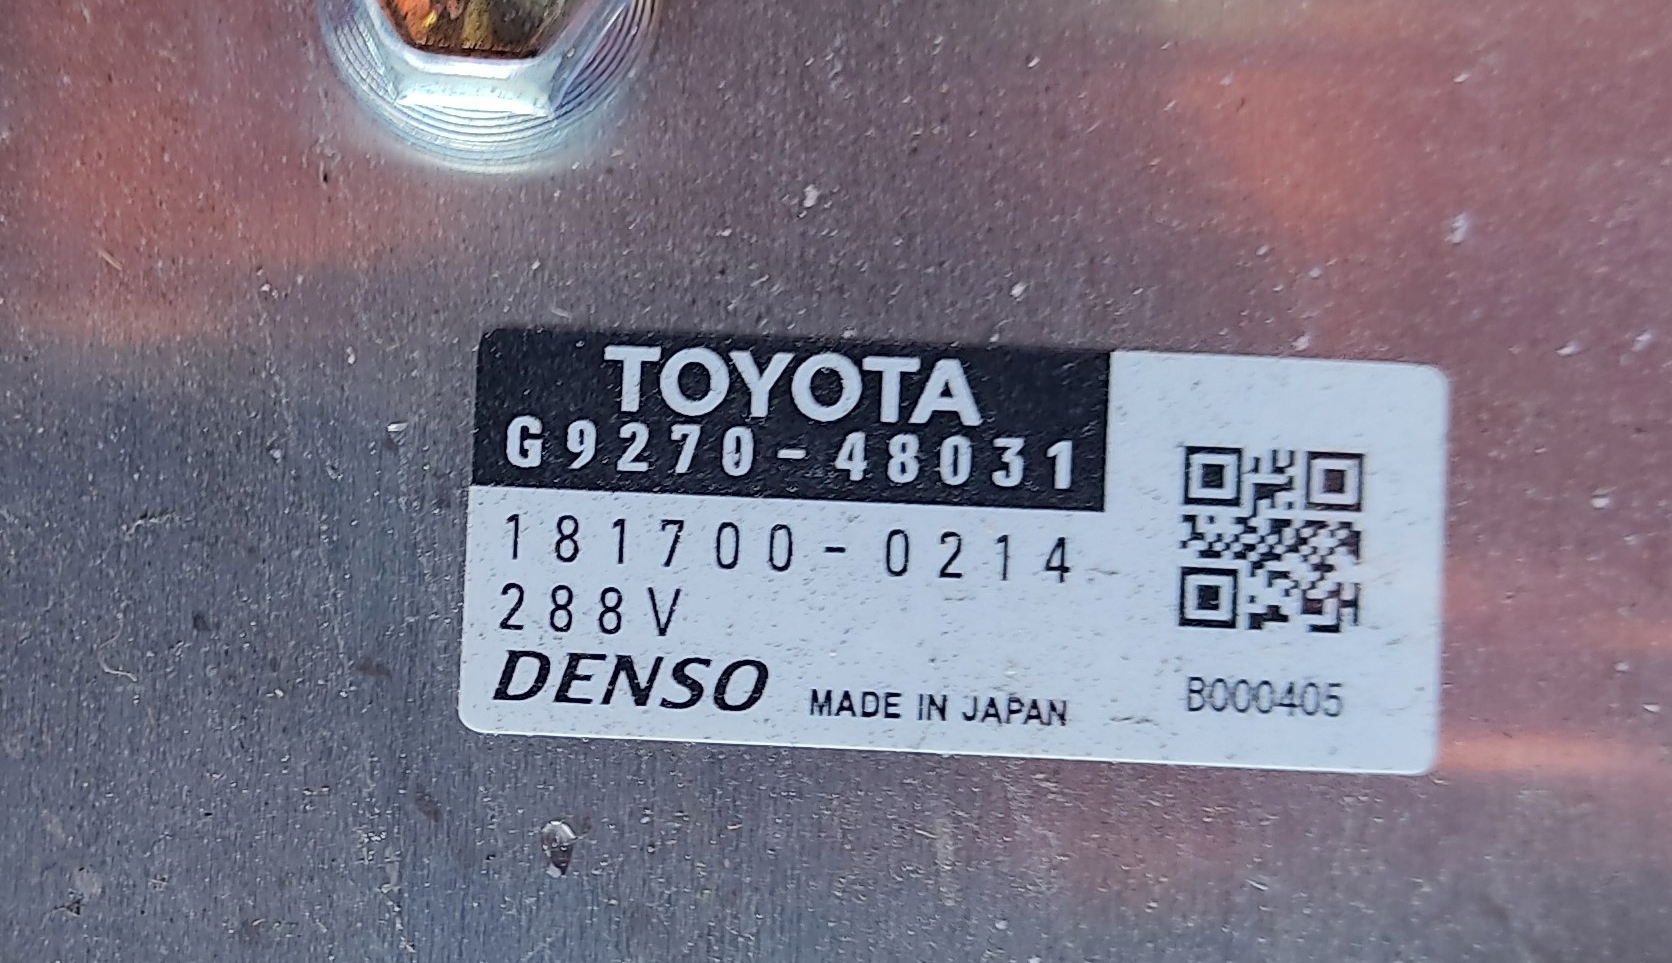 TOYOTA
G9270-48031
181700-0214
288V
DENSO MADE IN JAPAN
B000405